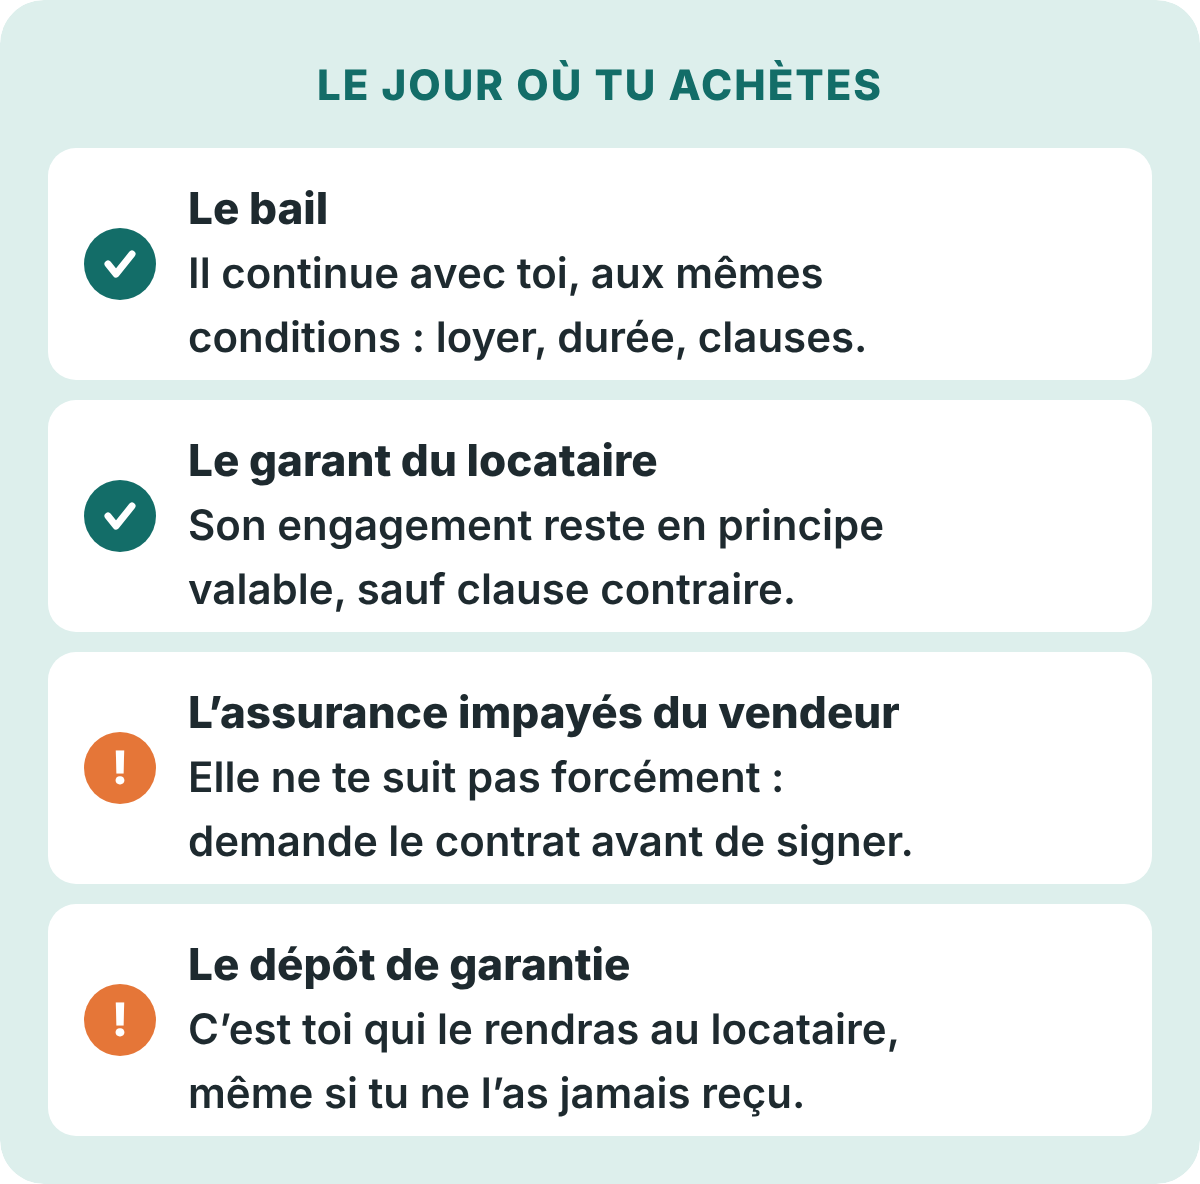 LE JOUR OÙ TU ACHÈTES
Le bail
Il continue avec toi, aux mêmes
conditions : loyer, durée, clauses.
Le garant du locataire
Son engagement reste en principe
valable, sauf clause contraire.
L’assurance impayés du vendeur
Elle ne te suit pas forcément :
demande le contrat avant de signer.
Le dépôt de garantie
C’est toi qui le rendras au locataire,
même si tu ne l’as jamais reçu.